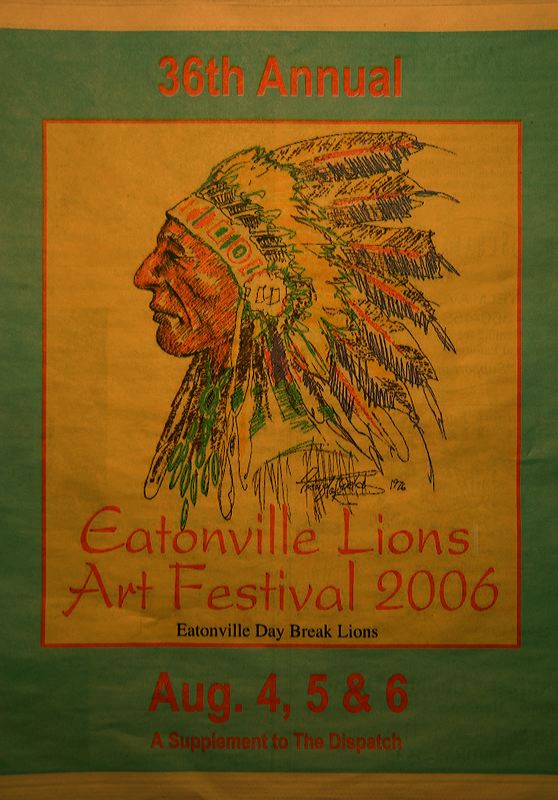 36th Annual
1976
Eatonville Lions
Art Festival 2006
Eatonville Day Break Lions
Aug. 4, 5 & 6
A Supplement to The Dispatch